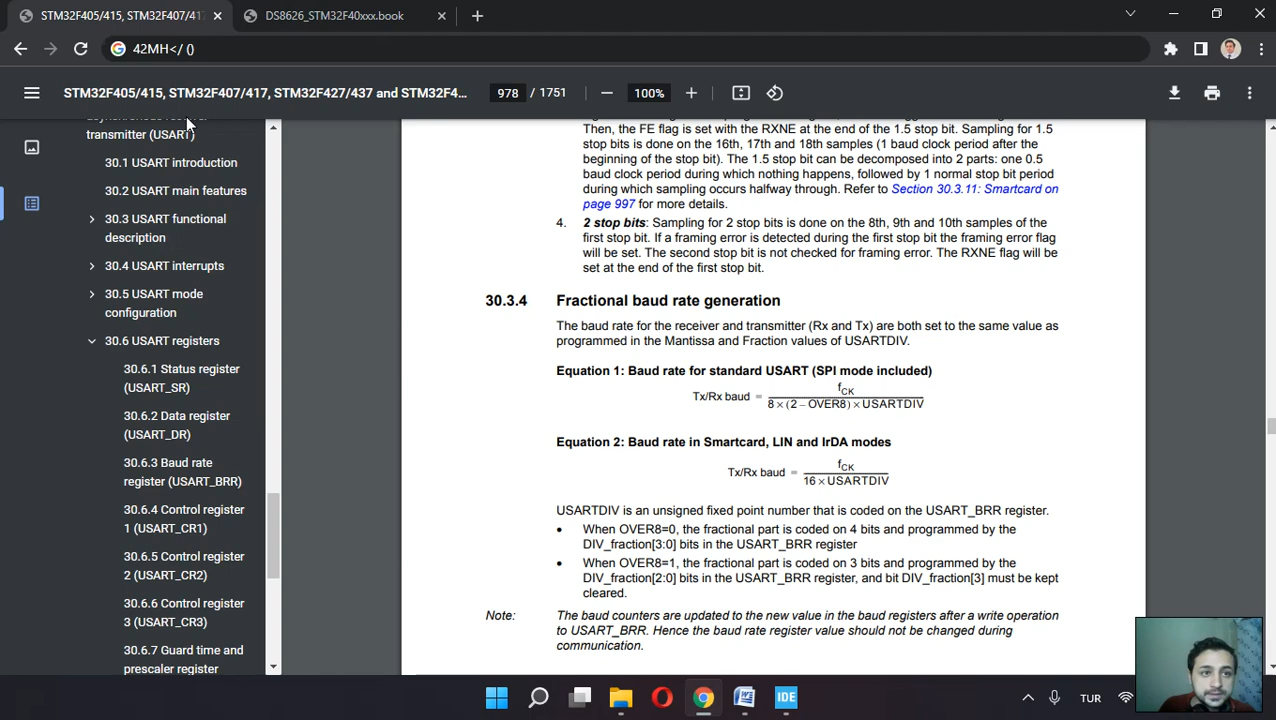 STM32F405/415, STM32F407/417
DS8626_STM32F40xxx.book
42MH</ ()
STM32F405/415, STM32F407/417, STM32F427/437 and STM32F4...
978 / 1751
100%
transmitter (USART)
30.1 USART introduction
30.2 USART main features
30.3 USART functional
description
30.4 USART interrupts
30.5 USART mode
configuration
30.6 USART registers
30.6.1 Status register
(USART_SR)
30.6.2 Data register
(USART_DR)
30.6.3 Baud rate
register (USART_BRR)
30.6.4 Control register
1 (USART_CR1)
30.6.5 Control register
2 (USART_CR2)
30.6.6 Control register
3 (USART_CR3)
30.6.7 Guard time and
prescaler register
Then, the FE flag is set with the RXNE at the end of the 1.5 stop bit. Sampling for 1.5
stop bits is done on the 16th, 17th and 18th samples (1 baud clock period after the
beginning of the stop bit). The 1.5 stop bit can be decomposed into 2 parts: one 0.5
baud clock period during which nothing happens, followed by 1 normal stop bit period
during which sampling occurs halfway through. Refer to Section 30.3.11: Smartcard on
page 997 for more details.
4. 2 stop bits: Sampling for 2 stop bits is done on the 8th, 9th and 10th samples of the
first stop bit. If a framing error is detected during the first stop bit the framing error flag
will be set. The second stop bit is not checked for framing error. The RXNE flag will be
set at the end of the first stop bit.
30.3.4 Fractional baud rate generation
The baud rate for the receiver and transmitter (Rx and Tx) are both set to the same value as
programmed in the Mantissa and Fraction values of USARTDIV.
Equation 1: Baud rate for standard USART (SPI mode included)
fCK
Tx/Rx baud =
8×(2–OVER8)×USARTDIV
Equation 2: Baud rate in Smartcard, LIN and IrDA modes
fCK
Tx/Rx baud =
16×USARTDIV
USARTDIV is an unsigned fixed point number that is coded on the USART_BRR register.
• When OVER8=0, the fractional part is coded on 4 bits and programmed by the
DIV_fraction[3:0] bits in the USART_BRR register
• When OVER8=1, the fractional part is coded on 3 bits and programmed by the
DIV_fraction[2:0] bits in the USART_BRR register, and bit DIV_fraction[3] must be kept
cleared.
Note: The baud counters are updated to the new value in the baud registers after a write operation
to USART_BRR. Hence the baud rate register value should not be changed during
communication.
IDE
TUR